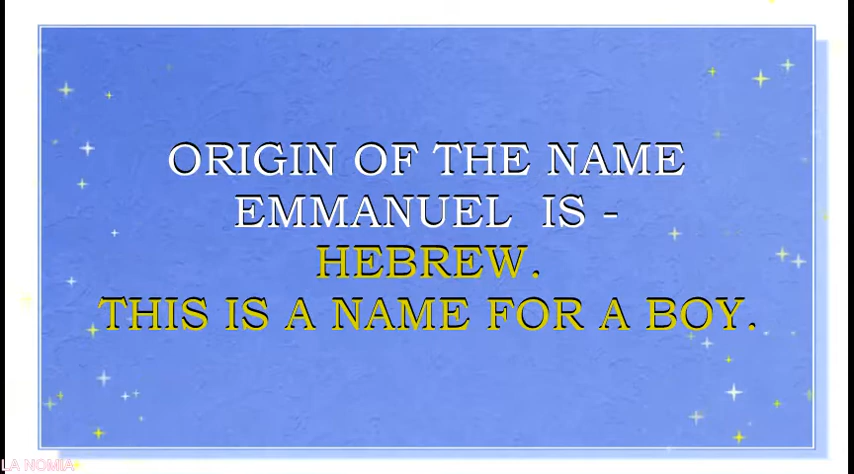 ORIGIN OF THE NAME
EMMANUEL IS -
HEBREW.
THIS IS A NAME FOR A BOY.
LA NOMIA